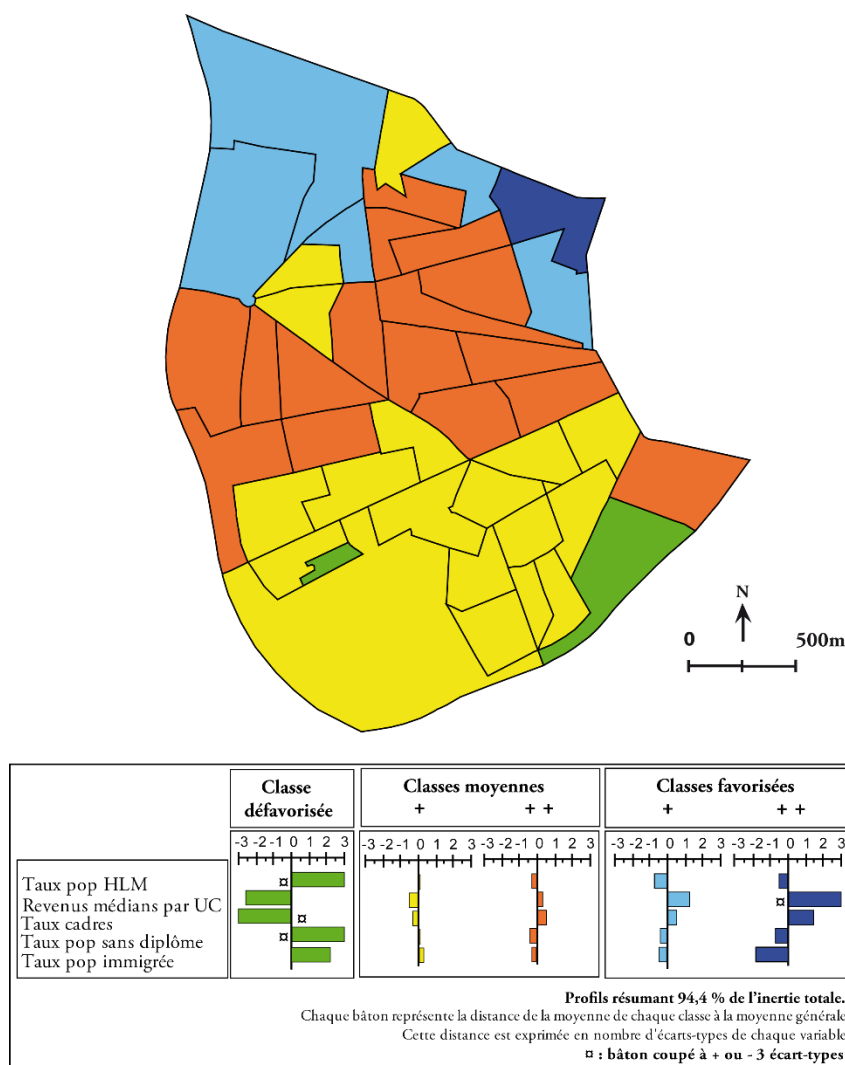 N
0 500m
Classe
défavorisée
Classes moyennes
+ + +
Classes favorisées
+ + +
-3 -2 -1 0 1 2 3
-3 -2 -1 0 1 2 3
-3 -2 -1 0 1 2 3
-3 -2 -1 0 1 2 3
-3 -2 -1 0 1 2 3
Taux pop HLM ¤
Revenus médians par UC ¤
Taux cadres ¤
Taux pop sans diplôme ¤
Taux pop immigrée
Profils résumant 94,4 % de l'inertie totale.
Chaque bâton représente la distance de la moyenne de chaque classe à la moyenne générale
Cette distance est exprimée en nombre d'écarts-types de chaque variable
¤ : bâton coupé à + ou - 3 écart-types